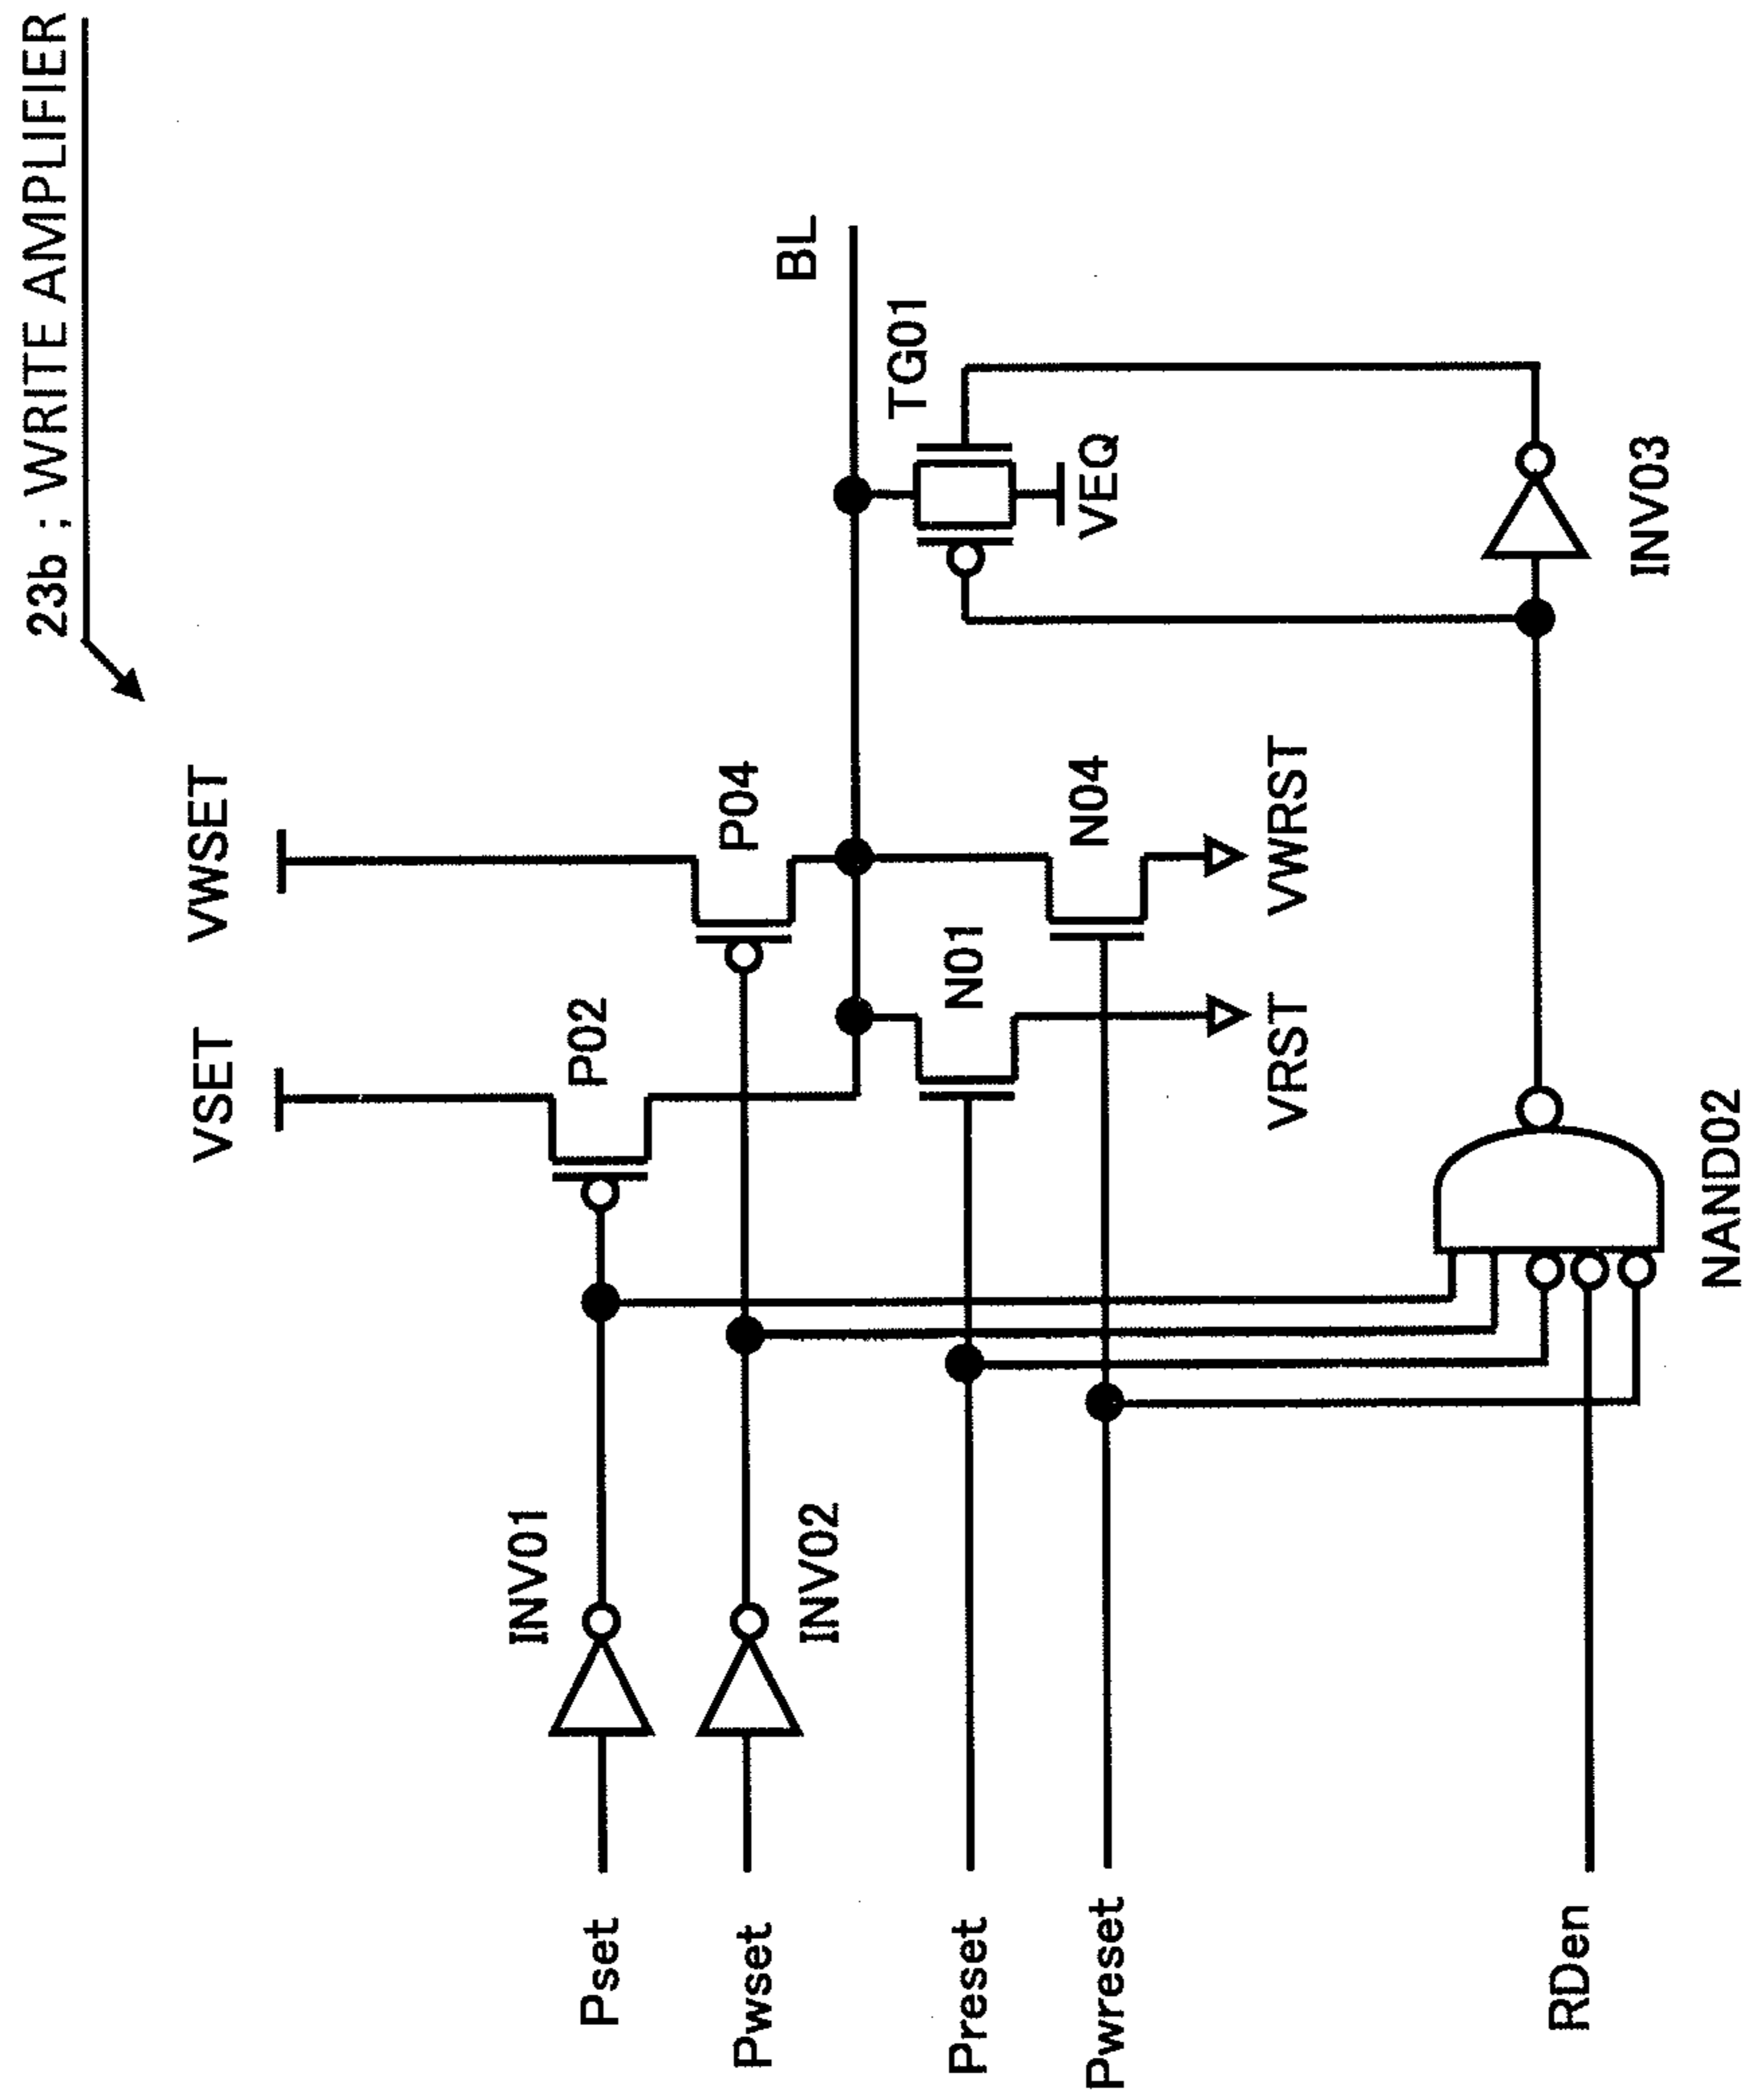 23b ; WRITE AMPLIFIER
VSET
VWSET
P02
P04
BL
INV01
INV02
N01
N04
TG01
VEQ
VRST
VWRST
Pset
Pwset
Preset
Pwreset
RDen
NAND02
INV03